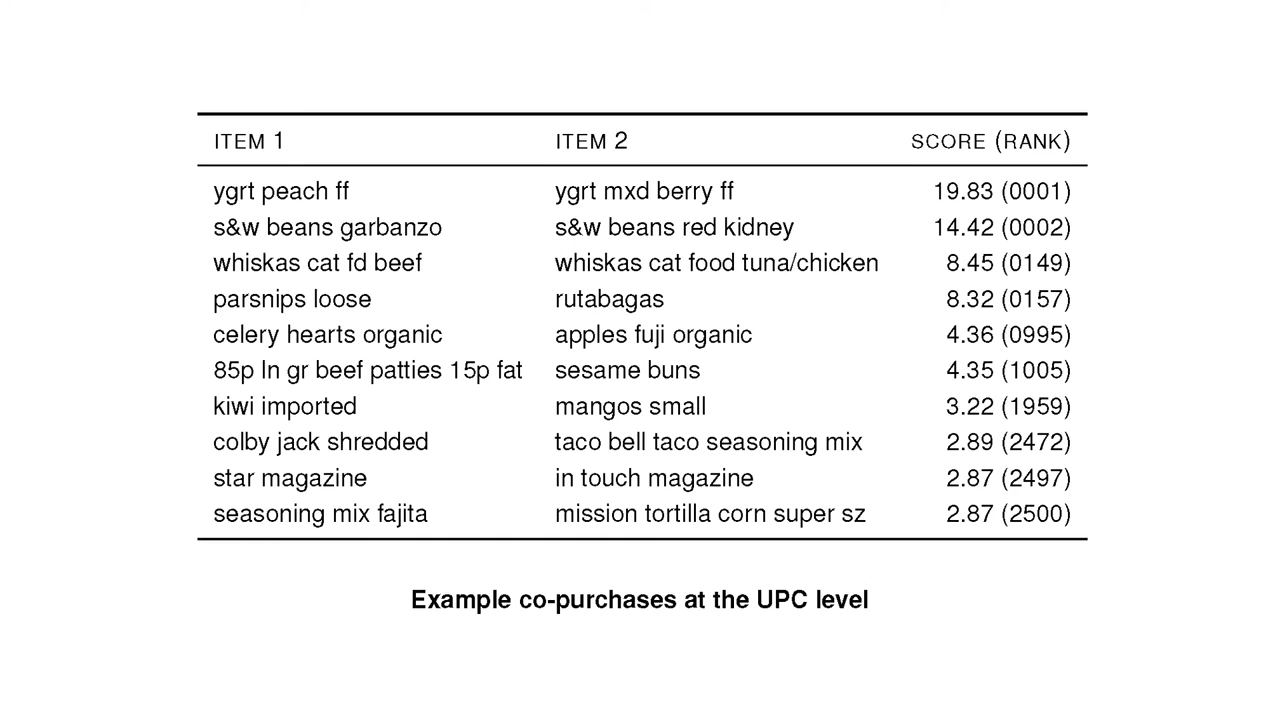 ITEM 1 ITEM 2 SCORE (RANK)
ygrt peach ff ygrt mxd berry ff 19.83 (0001)
s&w beans garbanzo s&w beans red kidney 14.42 (0002)
whiskas cat fd beef whiskas cat food tuna/chicken 8.45 (0149)
parsnips loose rutabagas 8.32 (0157)
celery hearts organic apples fuji organic 4.36 (0995)
85p ln gr beef patties 15p fat sesame buns 4.35 (1005)
kiwi imported mangos small 3.22 (1959)
colby jack shredded taco bell taco seasoning mix 2.89 (2472)
star magazine in touch magazine 2.87 (2497)
seasoning mix fajita mission tortilla corn super sz 2.87 (2500)
Example co-purchases at the UPC level